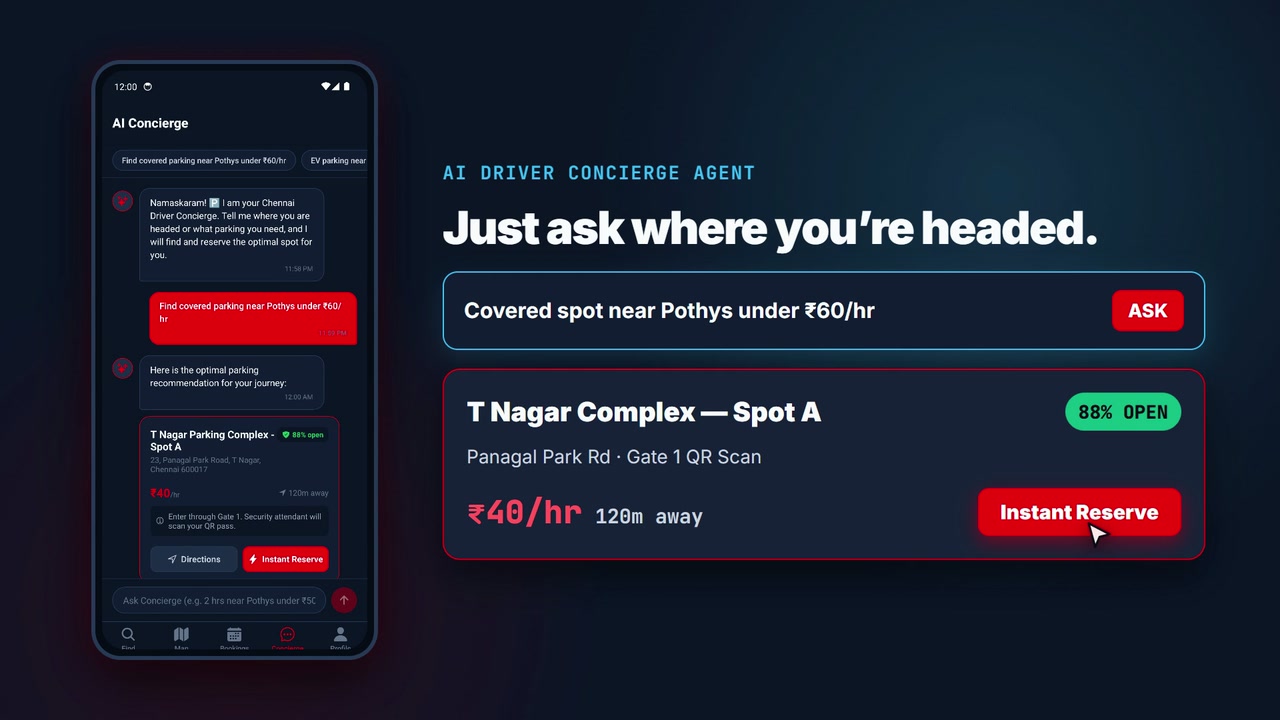 12:00
AI Concierge
Find covered parking near Pothys under ₹60/hr
EV parking near
Namaskaram! 🅿 I am your Chennai
Driver Concierge. Tell me where you are
headed or what parking you need, and I
will find and reserve the optimal spot for
you.
11:58 PM
Find covered parking near Pothys under ₹60/
hr
11:59 PM
Here is the optimal parking
recommendation for your journey:
12:00 AM
T Nagar Parking Complex -
Spot A
88% open
23, Panagal Park Road, T Nagar,
Chennai 600017
₹40/hr
120m away
Enter through Gate 1. Security attendant will
scan your QR pass.
Directions
Instant Reserve
Ask Concierge (e.g. 2 hrs near Pothys under ₹50
Find
Map
Bookings
Concierge
Profile
AI DRIVER CONCIERGE AGENT
Just ask where you’re headed.
Covered spot near Pothys under ₹60/hr
ASK
T Nagar Complex — Spot A
88% OPEN
Panagal Park Rd · Gate 1 QR Scan
₹40/hr 120m away
Instant Reserve